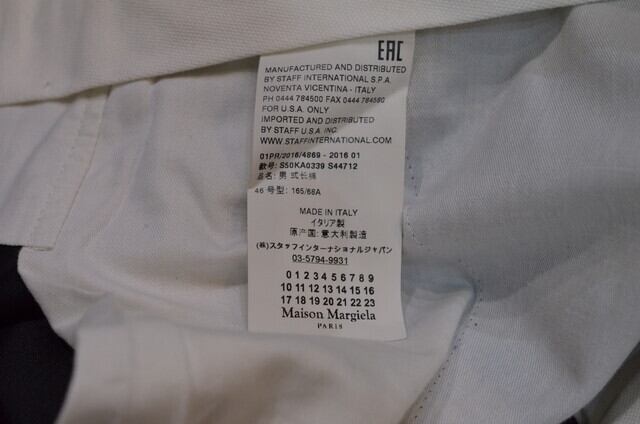 EAC
MANUFACTURED AND DISTRIBUTED
BY STAFF INTERNATIONAL S.P.A.
NOVENTA VICENTINA - ITALY
PH 0444 784500 FAX 0444 784560
FOR U.S.A. ONLY
IMPORTED AND DISTRIBUTED
BY STAFF U.S.A. INC.
WWW.STAFFINTERNATIONAL.COM
01PR/2016/4869 - 2016 01
款号: S50KA0339 S44712
品名: 男 式长裤
46 号型: 165/68A
MADE IN ITALY
イタリア製
原产国: 意大利製造
(株)スタッフインターナショナルジャパン
03-5794-9931
0 1 2 3 4 5 6 7 8 9
10 11 12 13 14 15 16
17 18 19 20 21 22 23
Maison Margiela
PARIS